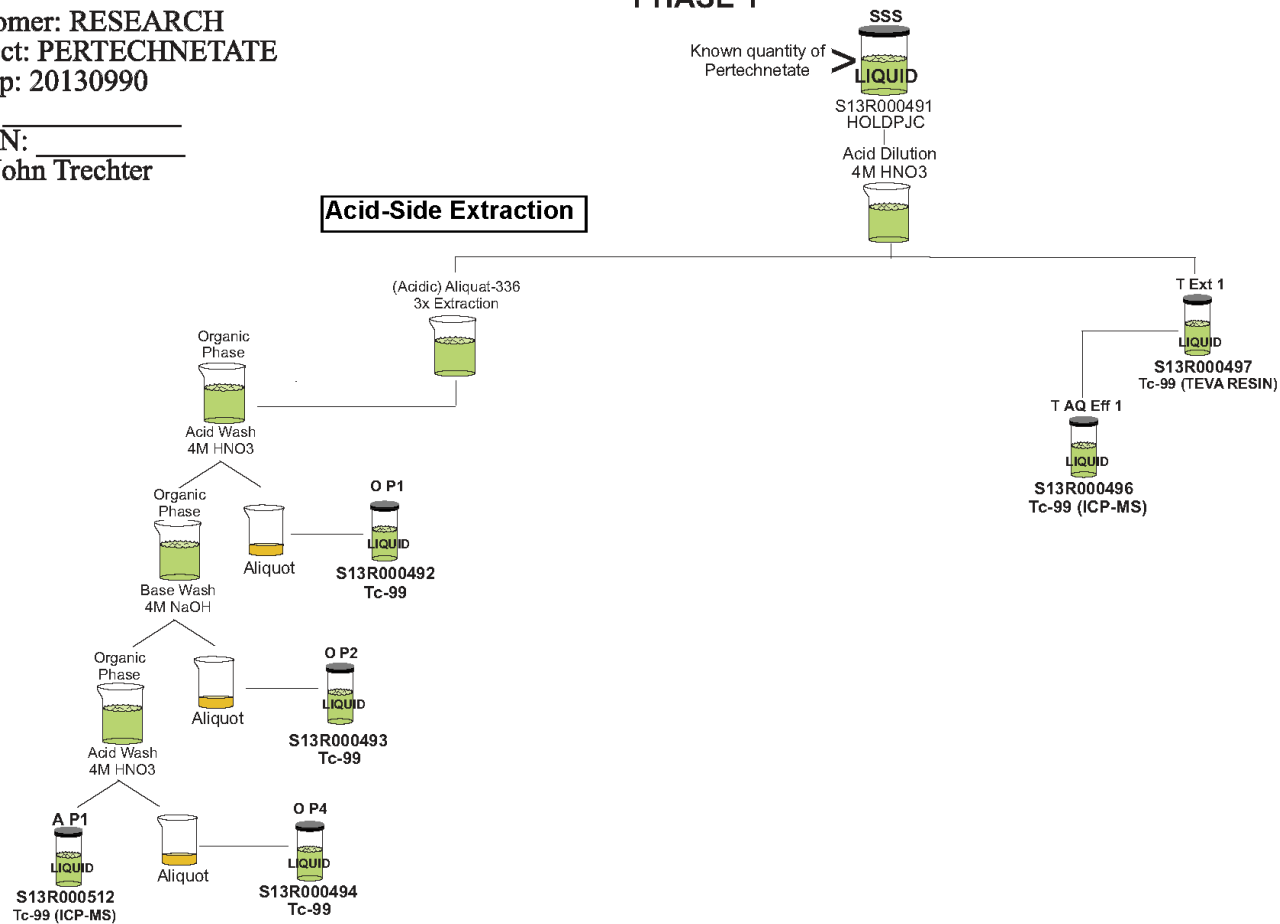 PHASE 1
omer: RESEARCH
ct: PERTECHNETATE
p: 20130990
N:
ohn Trechter
SSS
Known quantity of
Pertechnetate
>
LIQUID
S13R000491
HOLDPJC
Acid Dilution
4M HNO3
Acid-Side Extraction
(Acidic) Aliquat-336
3x Extraction
T Ext 1
LIQUID
S13R000497
Tc-99 (TEVA RESIN)
T AQ Eff 1
LIQUID
S13R000496
Tc-99 (ICP-MS)
Organic
Phase
Acid Wash
4M HNO3
Organic
Phase
Base Wash
4M NaOH
Aliquot
O P1
LIQUID
S13R000492
Tc-99
Organic
Phase
Acid Wash
4M HNO3
Aliquot
O P2
LIQUID
S13R000493
Tc-99
A P1
LIQUID
S13R000512
Tc-99 (ICP-MS)
Aliquot
O P4
LIQUID
S13R000494
Tc-99